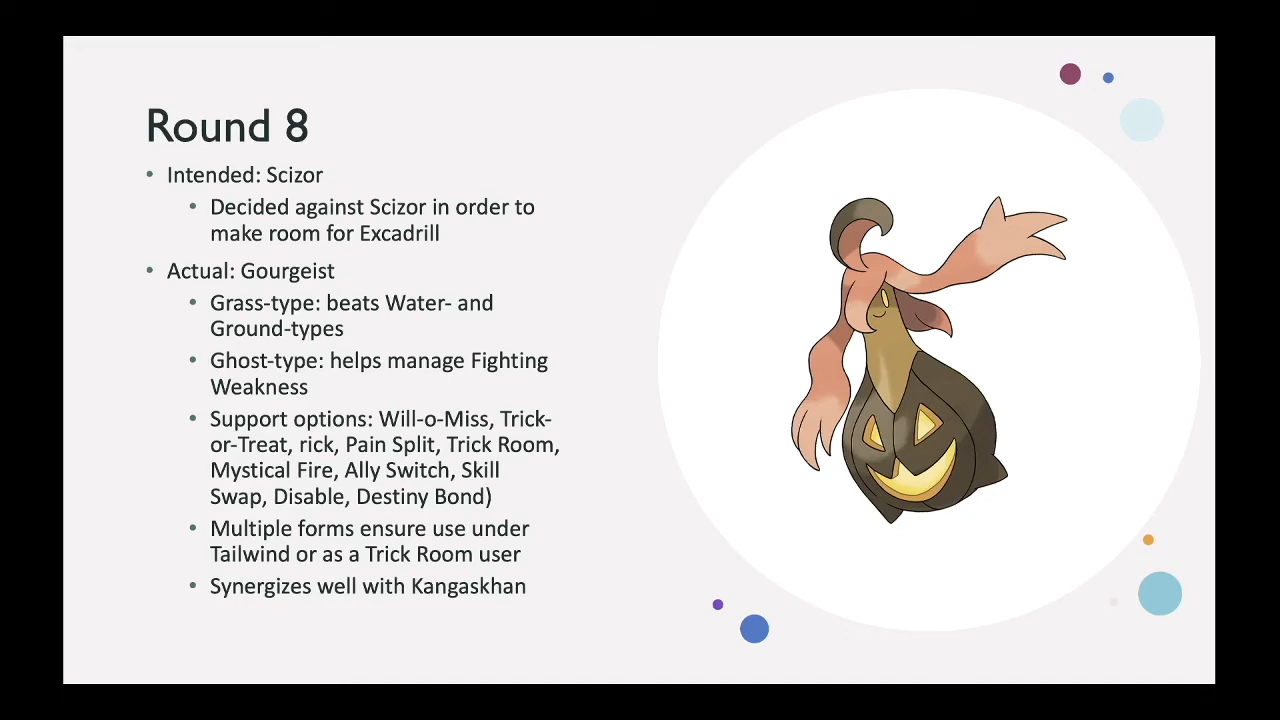 Round 8
• Intended: Scizor
• Decided against Scizor in order to
make room for Excadrill
• Actual: Gourgeist
• Grass-type: beats Water- and
Ground-types
• Ghost-type: helps manage Fighting
Weakness
• Support options: Will-o-Miss, Trick-
or-Treat, rick, Pain Split, Trick Room,
Mystical Fire, Ally Switch, Skill
Swap, Disable, Destiny Bond)
• Multiple forms ensure use under
Tailwind or as a Trick Room user
• Synergizes well with Kangaskhan